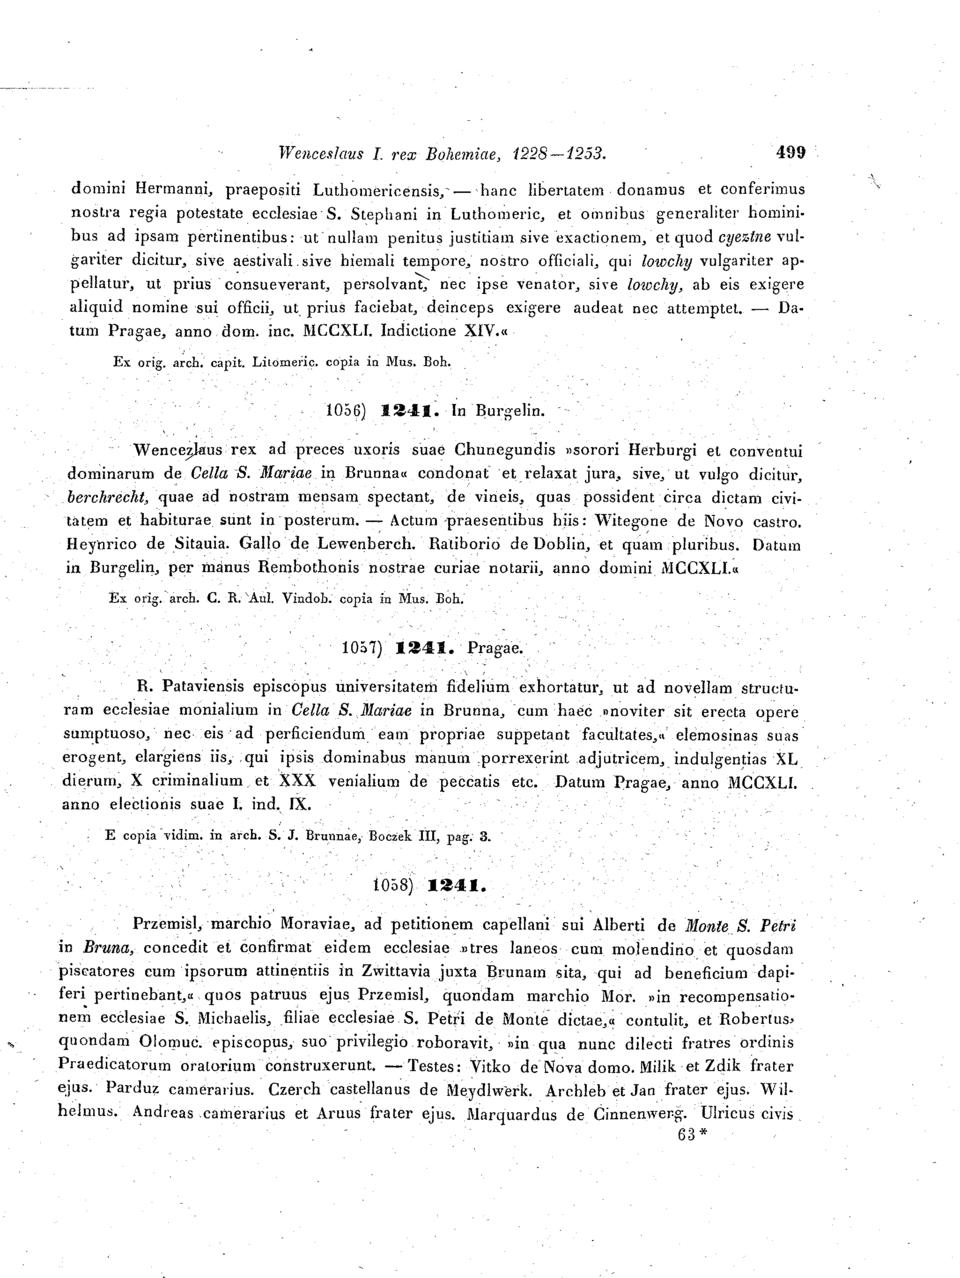 Wenceslaus I. rex Bohemiae, 1228—1253. 499
domini Hermanni, praepositi Luthomericensis, — hanc libertatem donamus et conferimus
nostra regia potestate ecclesiae S. Stephani in Luthomeric, et omnibus generaliter homini-
bus ad ipsam pertinentibus: ut nullam penitus justitiam sive exactionem, et quod cyeztne vul-
gariter dicitur, sive aestivali sive hiemali tempore, nostro officiali, qui lowchy vulgariter ap-
pellatur, ut prius consueverant, persolvant, nec ipse venator, sive lowchy, ab eis exigere
aliquid nomine sui officii, ut prius faciebat, deinceps exigere audeat nec attemptet. — Da-
tum Pragae, anno dom. inc. MCCXLI. Indictione XIV.«
Ex orig. arch. capit. Litomeric. copia in Mus. Boh.
1056) 1241. In Burgelin.
Wencezlaus rex ad preces uxoris suae Chunegundis »sorori Herburgi et conventui
dominarum de Cella S. Mariae in Brunna« condonat et relaxat jura, sive, ut vulgo dicitur,
berchrecht, quae ad nostram mensam spectant, de vineis, quas possident circa dictam civi-
tatem et habiturae sunt in posterum. — Actum praesentibus hiis: Witegone de Novo castro.
Heynrico de Sitauia. Gallo de Lewenberch. Ratiborio de Doblin, et quam pluribus. Datum
in Burgelin, per manus Rembothonis nostrae curiae notarii, anno domini MCCXLI.«
Ex orig. arch. C. R. Aul. Vindob. copia in Mus. Boh.
1057) 1241. Pragae.
R. Pataviensis episcopus universitatem fidelium exhortatur, ut ad novellam structu-
ram ecclesiae monialium in Cella S. Mariae in Brunna, cum haec »noviter sit erecta opere
sumptuoso, nec eis ad perficiendum eam propriae suppetant facultates,« elemosinas suas
erogent, elargiens iis, qui ipsis dominabus manum porrexerint adjutricem, indulgentias XL
dierum, X criminalium et XXX venialium de peccatis etc. Datum Pragae, anno MCCXLI.
anno electionis suae I. ind. IX.
E copia vidim. in arch. S. J. Brunnae, Boczek III, pag. 3.
1058) 1241.
Przemisl, marchio Moraviae, ad petitionem capellani sui Alberti de Monte S. Petri
in Bruna, concedit et confirmat eidem ecclesiae »tres laneos cum molendino et quosdam
piscatores cum ipsorum attinentiis in Zwittavia juxta Brunam sita, qui ad beneficium dapi-
feri pertinebant,« quos patruus ejus Przemisl, quondam marchio Mor. »in recompensatio-
nem ecclesiae S. Michaelis, filiae ecclesiae S. Petri de Monte dictae,« contulit, et Robertus,
quondam Olomuc. episcopus, suo privilegio roboravit, »in qua nunc dilecti fratres ordinis
Praedicatorum oratorium construxerunt. — Testes: Vitko de Nova domo. Milik et Zdik frater
ejus. Parduz camerarius. Czerch castellanus de Meydlwerk. Archleb et Jan frater ejus. Wil-
helmus. Andreas camerarius et Aruus frater ejus. Marquardus de Cinnenwerg. Ulricus civis
63*